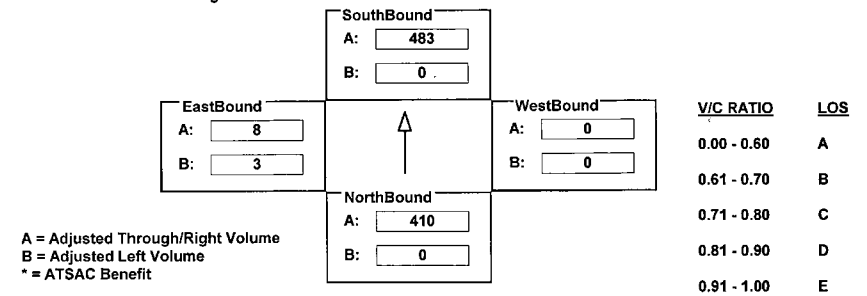 SouthBound
A: 483
B: 0
EastBound
A: 8
B: 3
WestBound
A: 0
B: 0
NorthBound
A: 410
B: 0
A = Adjusted Through/Right Volume
B = Adjusted Left Volume
* = ATSAC Benefit
V/C RATIO LOS
0.00 - 0.60 A
0.61 - 0.70 B
0.71 - 0.80 C
0.81 - 0.90 D
0.91 - 1.00 E